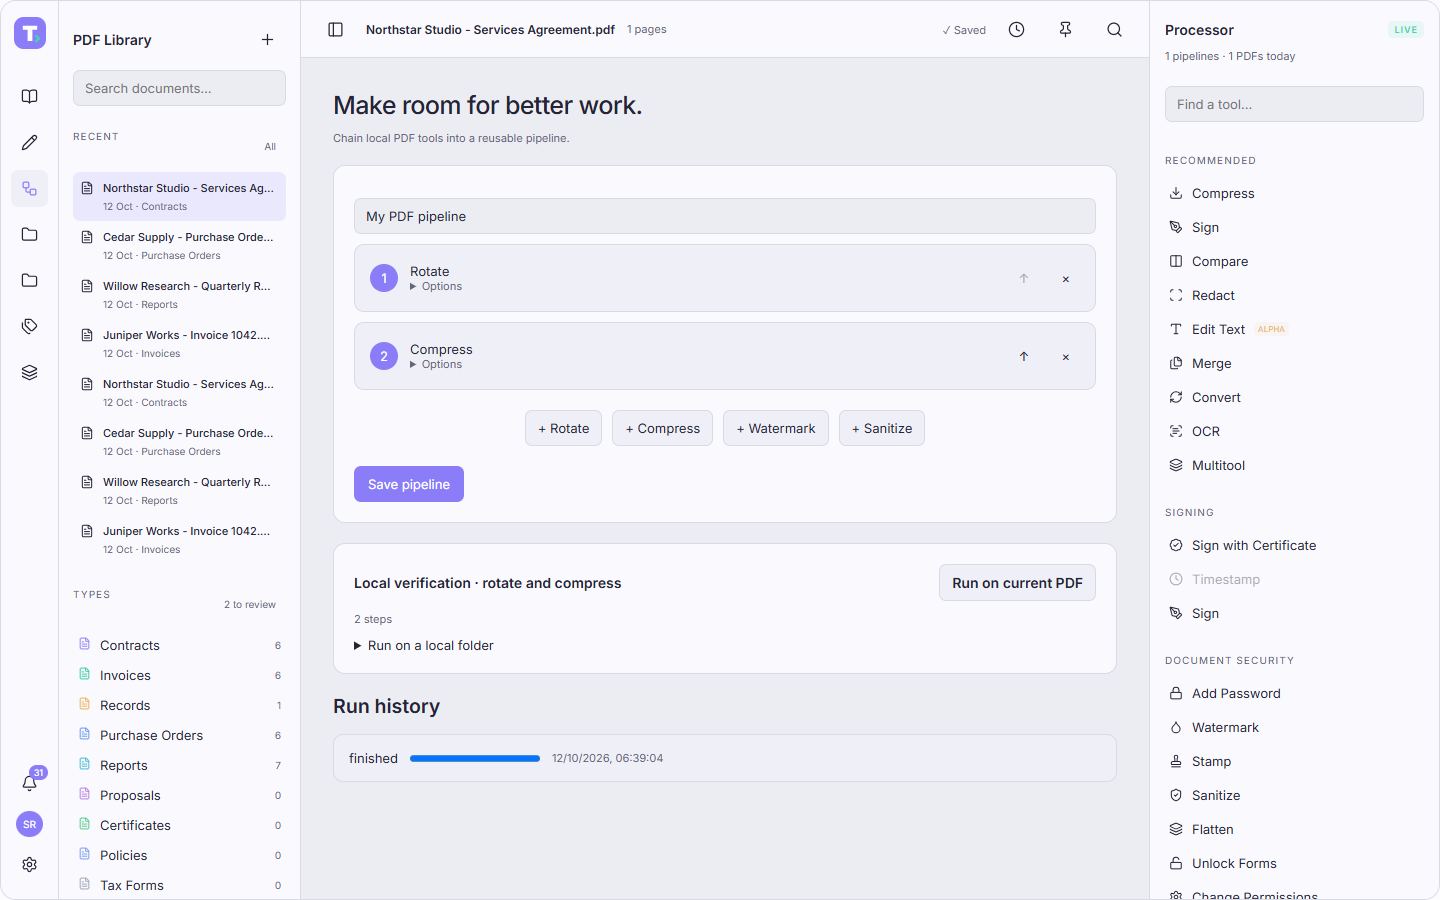 T
PDF Library
Search documents...
RECENT
All
Northstar Studio - Services Ag...
12 Oct · Contracts
Cedar Supply - Purchase Orde...
12 Oct · Purchase Orders
Willow Research - Quarterly R...
12 Oct · Reports
Juniper Works - Invoice 1042....
12 Oct · Invoices
Northstar Studio - Services Ag...
12 Oct · Contracts
Cedar Supply - Purchase Orde...
12 Oct · Purchase Orders
Willow Research - Quarterly R...
12 Oct · Reports
Juniper Works - Invoice 1042....
12 Oct · Invoices
TYPES
2 to review
Contracts 6
Invoices 6
Records 1
Purchase Orders 6
Reports 7
Proposals 0
Certificates 0
Policies 0
Tax Forms 0
31
SR
Northstar Studio - Services Agreement.pdf 1 pages
✓ Saved
Make room for better work.
Chain local PDF tools into a reusable pipeline.
My PDF pipeline
1 Rotate ↑ ×
▶ Options
2 Compress ↑ ×
▶ Options
+ Rotate + Compress + Watermark + Sanitize
Save pipeline
Local verification · rotate and compress
Run on current PDF
2 steps
▶ Run on a local folder
Run history
finished 12/10/2026, 06:39:04
Processor LIVE
1 pipelines · 1 PDFs today
Find a tool...
RECOMMENDED
Compress
Sign
Compare
Redact
Edit Text ALPHA
Merge
Convert
OCR
Multitool
SIGNING
Sign with Certificate
Timestamp
Sign
DOCUMENT SECURITY
Add Password
Watermark
Stamp
Sanitize
Flatten
Unlock Forms
Change Permissions